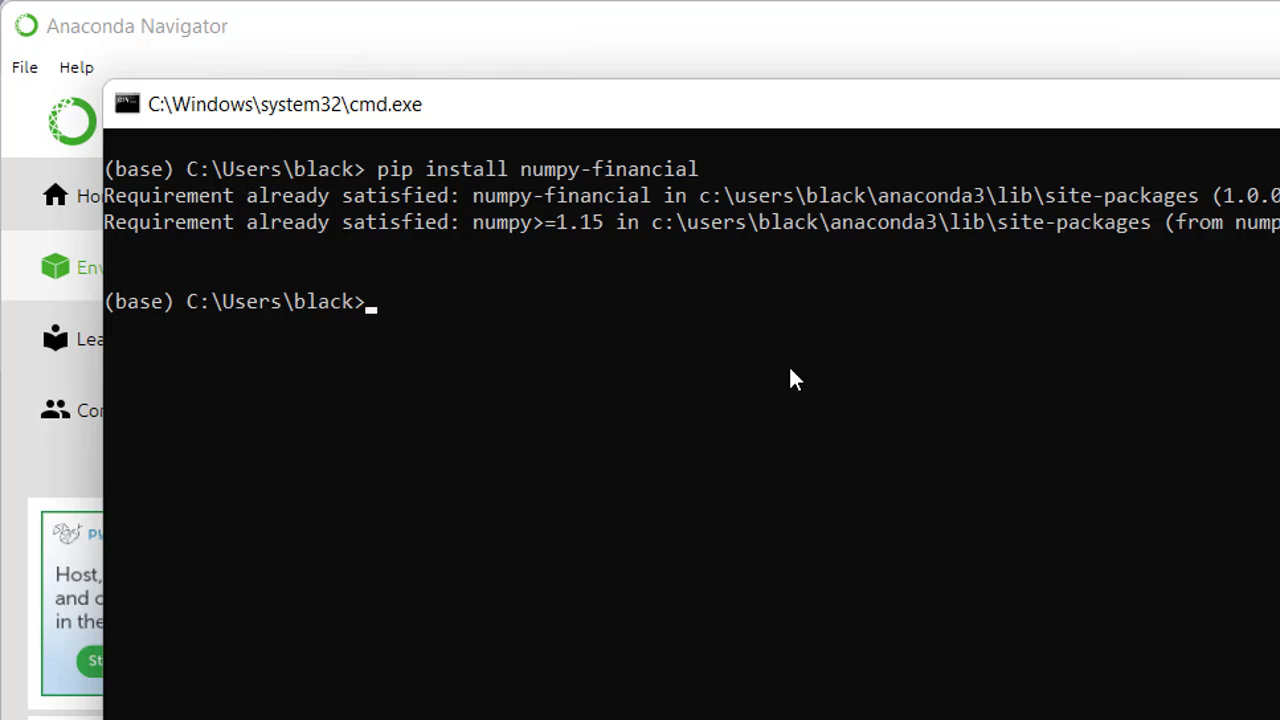 Anaconda Navigator
File Help
C:\Windows\system32\cmd.exe
(base) C:\Users\black> pip install numpy-financial
Requirement already satisfied: numpy-financial in c:\users\black\anaconda3\lib\site-packages (1.0.0
Requirement already satisfied: numpy>=1.15 in c:\users\black\anaconda3\lib\site-packages (from nump
(base) C:\Users\black>
Ho
Env
Lea
Co
Host,
and c
in the
St